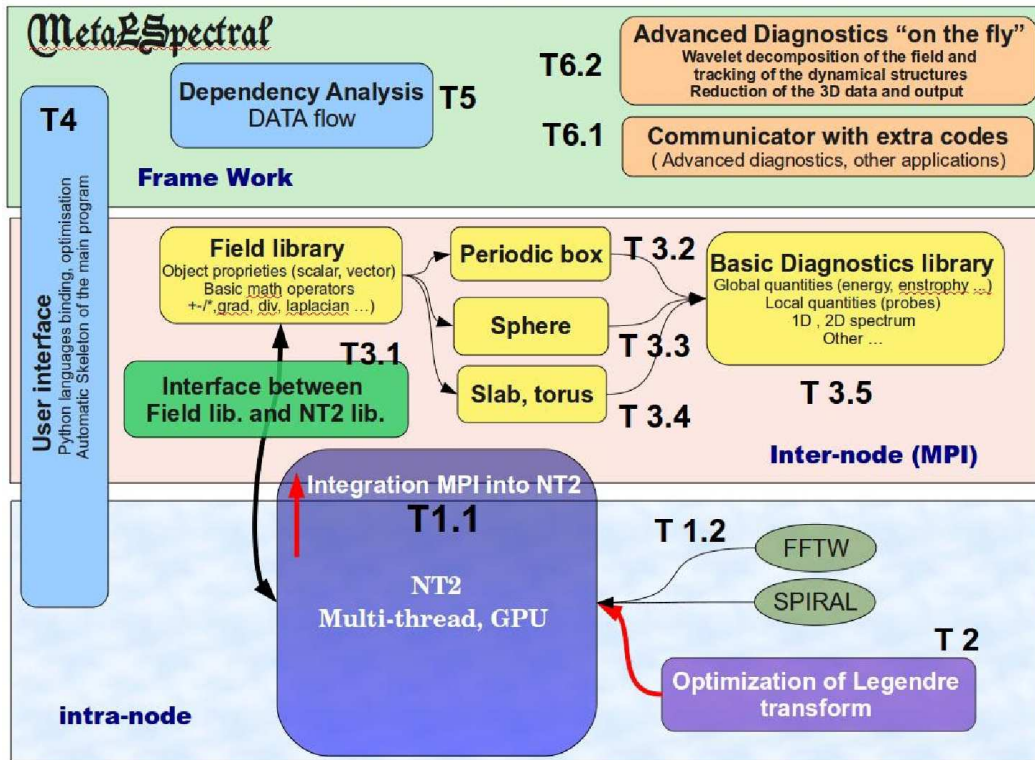 Meta£Spectral
Advanced Diagnostics “on the fly”
Wavelet decomposition of the field and
tracking of the dynamical structures
Reduction of the 3D data and output
T6.2
Dependency Analysis
DATA flow
T5
T4
T6.1
Communicator with extra codes
( Advanced diagnostics, other applications)
Frame Work
User interface
Python languages binding, optimisation
Automatic Skeleton of the main program
Field library
Object proprieties (scalar, vector)
Basic math operators
+-/*,grad, div, laplacian …)
Periodic box
T 3.2
Basic Diagnostics library
Global quantities (energy, enstrophy ...)
Local quantities (probes)
1D , 2D spectrum
Other …
Sphere
T 3.3
T3.1
Interface between
Field lib. and NT2 lib.
Slab, torus
T 3.4
T 3.5
Inter-node (MPI)
Integration MPI into NT2
T1.1
T 1.2
FFTW
NT2
Multi-thread, GPU
SPIRAL
T 2
Optimization of Legendre
transform
intra-node